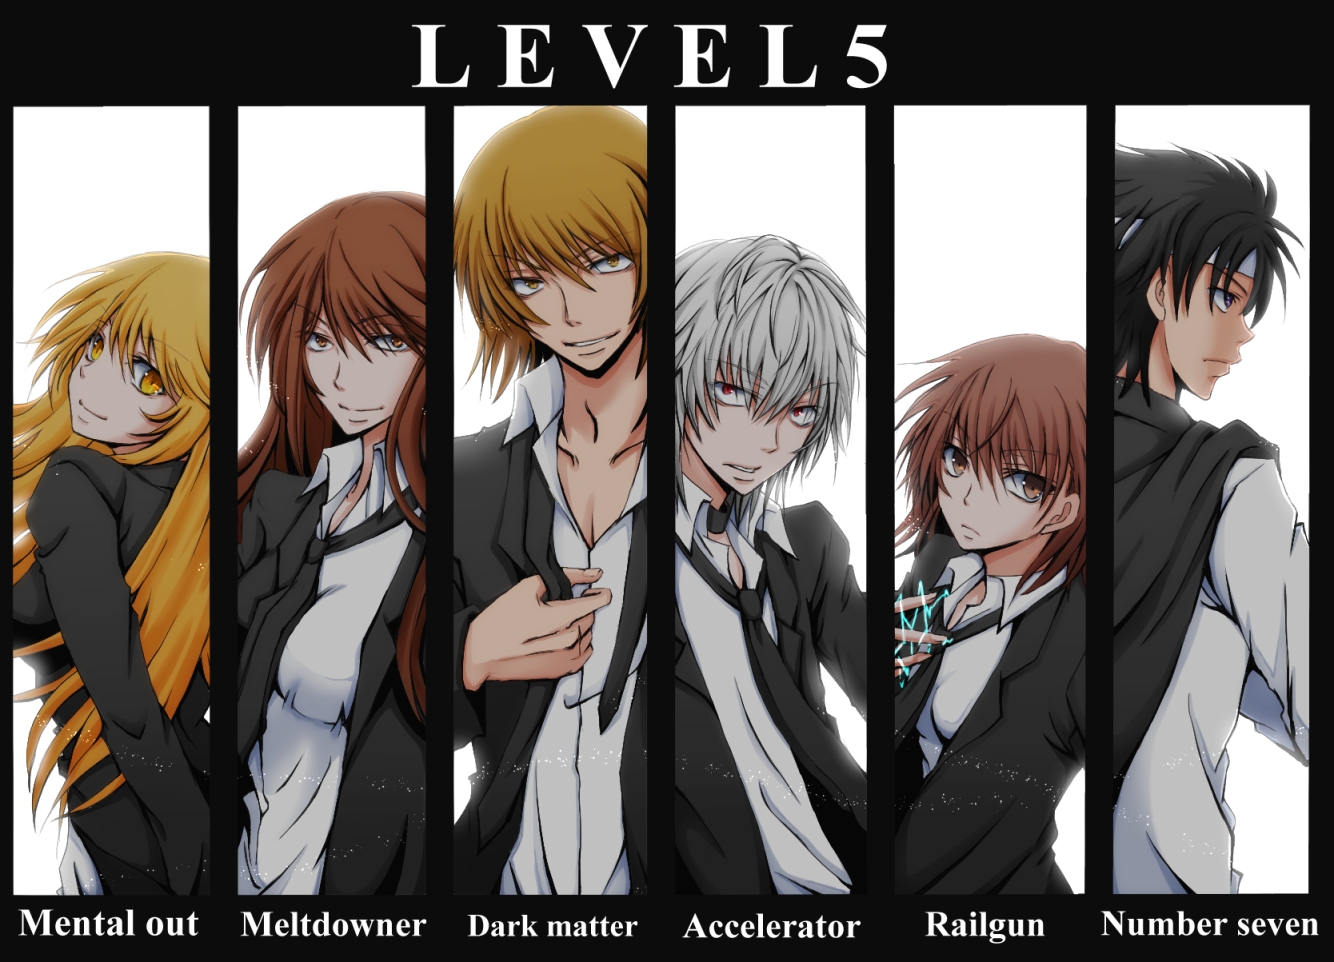 LEVEL5
Mental out
Meltdowner
Dark matter
Accelerator
Railgun
Number seven